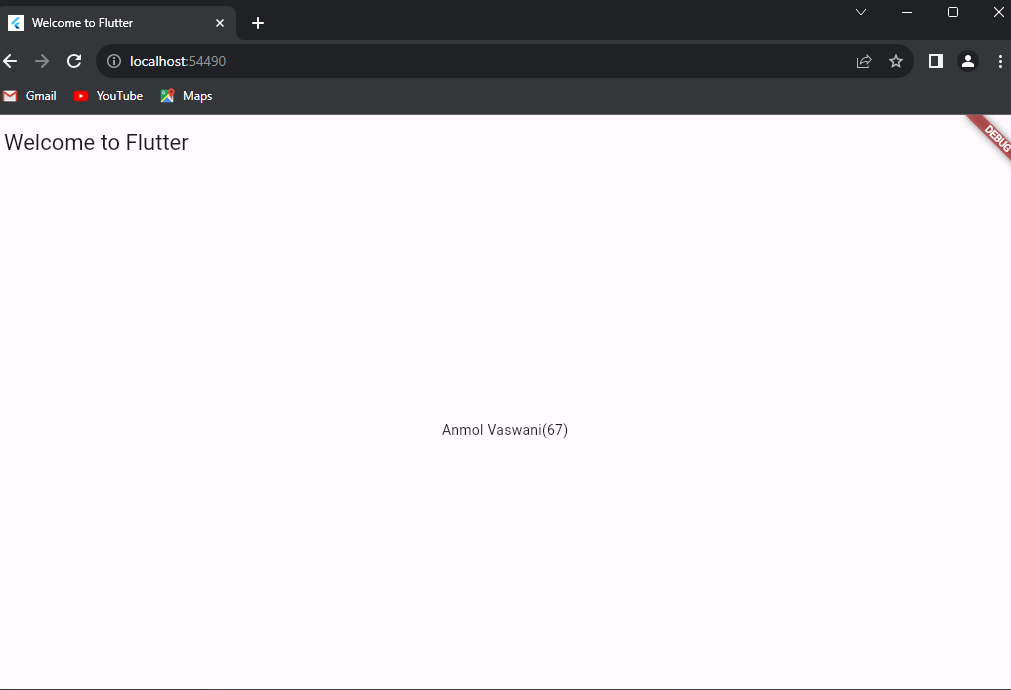 Welcome to Flutter
localhost:54490
Gmail YouTube Maps
Welcome to Flutter
DEBUG
Anmol Vaswani(67)